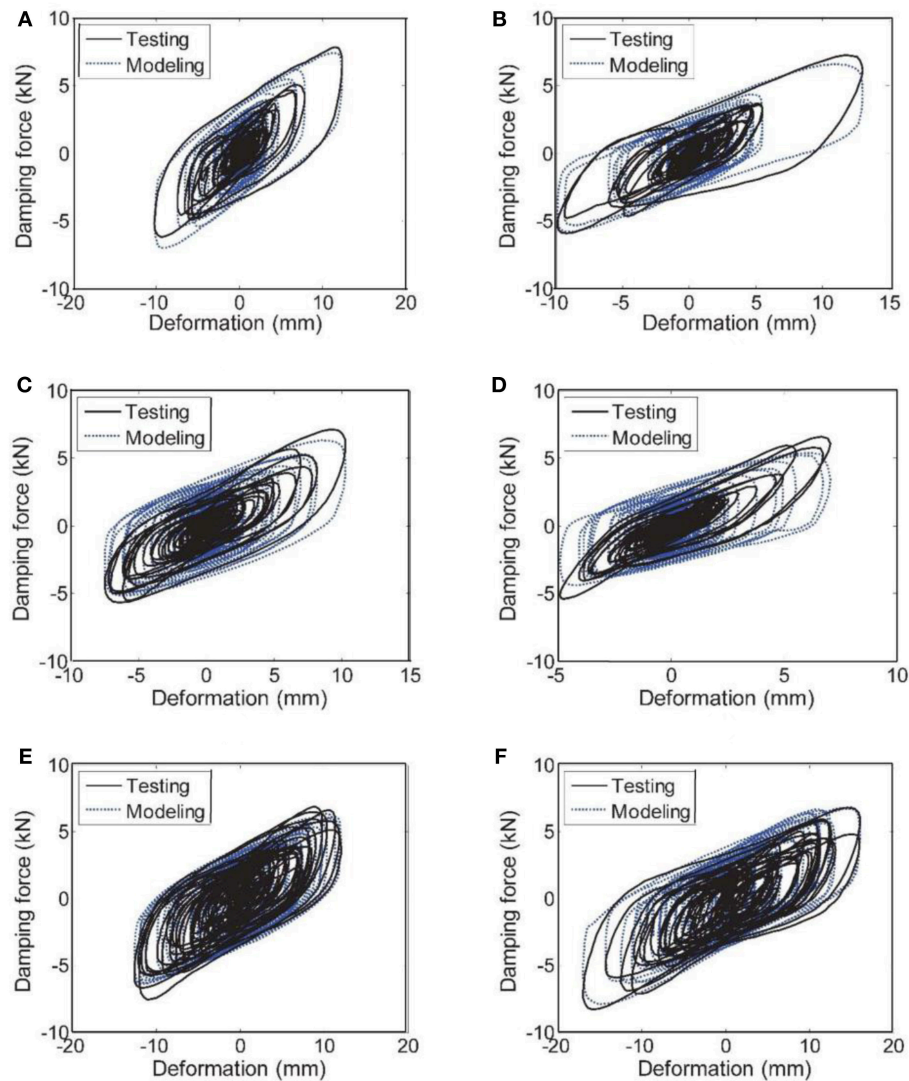 A
10
Testing
Modeling
5
0
-5
-10
Damping force (kN)
-20
-10
0
10
20
Deformation (mm)
B
10
Testing
Modeling
5
0
-5
-10
Damping force (kN)
-10
-5
0
5
10
15
Deformation (mm)
C
10
Testing
Modeling
5
0
-5
-10
Damping force (kN)
-10
-5
0
5
10
15
Deformation (mm)
D
10
Testing
Modeling
5
0
-5
-10
Damping force (kN)
-5
0
5
10
Deformation (mm)
E
10
Testing
Modeling
5
0
-5
-10
Damping force (kN)
-20
-10
0
10
20
Deformation (mm)
F
10
Testing
Modeling
5
0
-5
-10
Damping force (kN)
-20
-10
0
10
20
Deformation (mm)